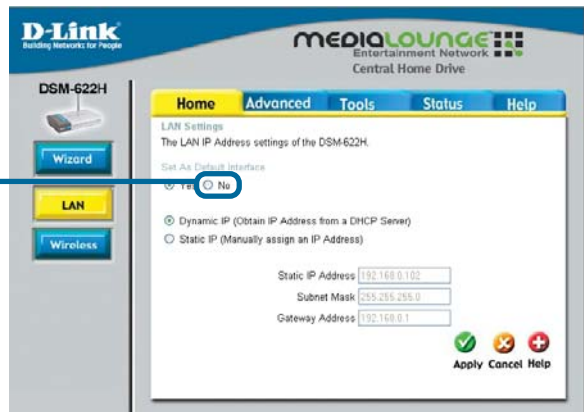 D-Link
Building Networks for People
MEDIALOUNGE
Entertainment Network
Central Home Drive
DSM-622H
Home Advanced Tools Status Help
Wizard
LAN
Wireless
LAN Settings
The LAN IP Address settings of the DSM-622H.
Set As Default Interface
Yes No
Dynamic IP (Obtain IP Address from a DHCP Server)
Static IP (Manually assign an IP Address)
Static IP Address 192.168.0.102
Subnet Mask 255.255.255.0
Gateway Address 192.168.0.1
Apply Cancel Help